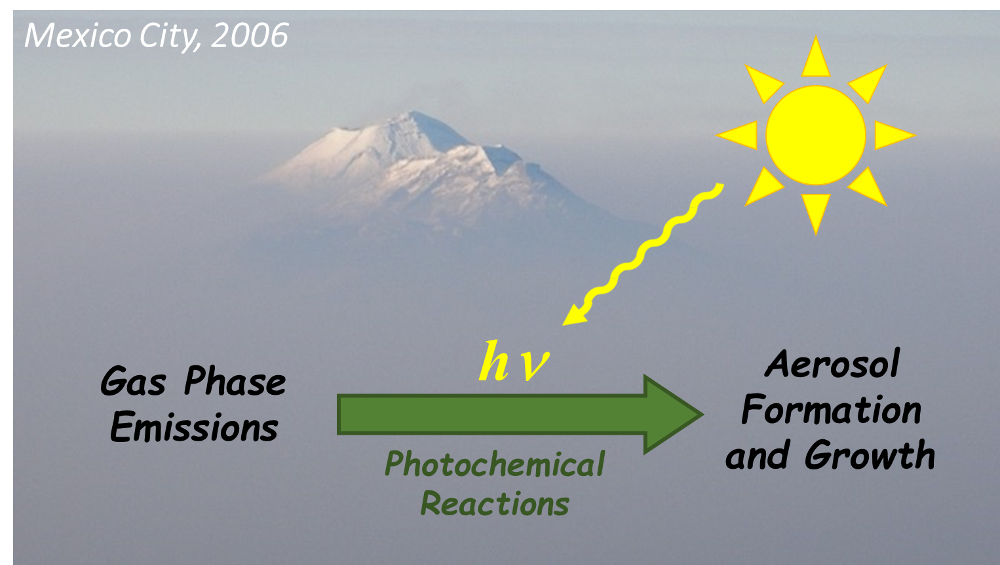 Mexico City, 2006
hν
Gas Phase
Emissions
Photochemical
Reactions
Aerosol
Formation
and Growth